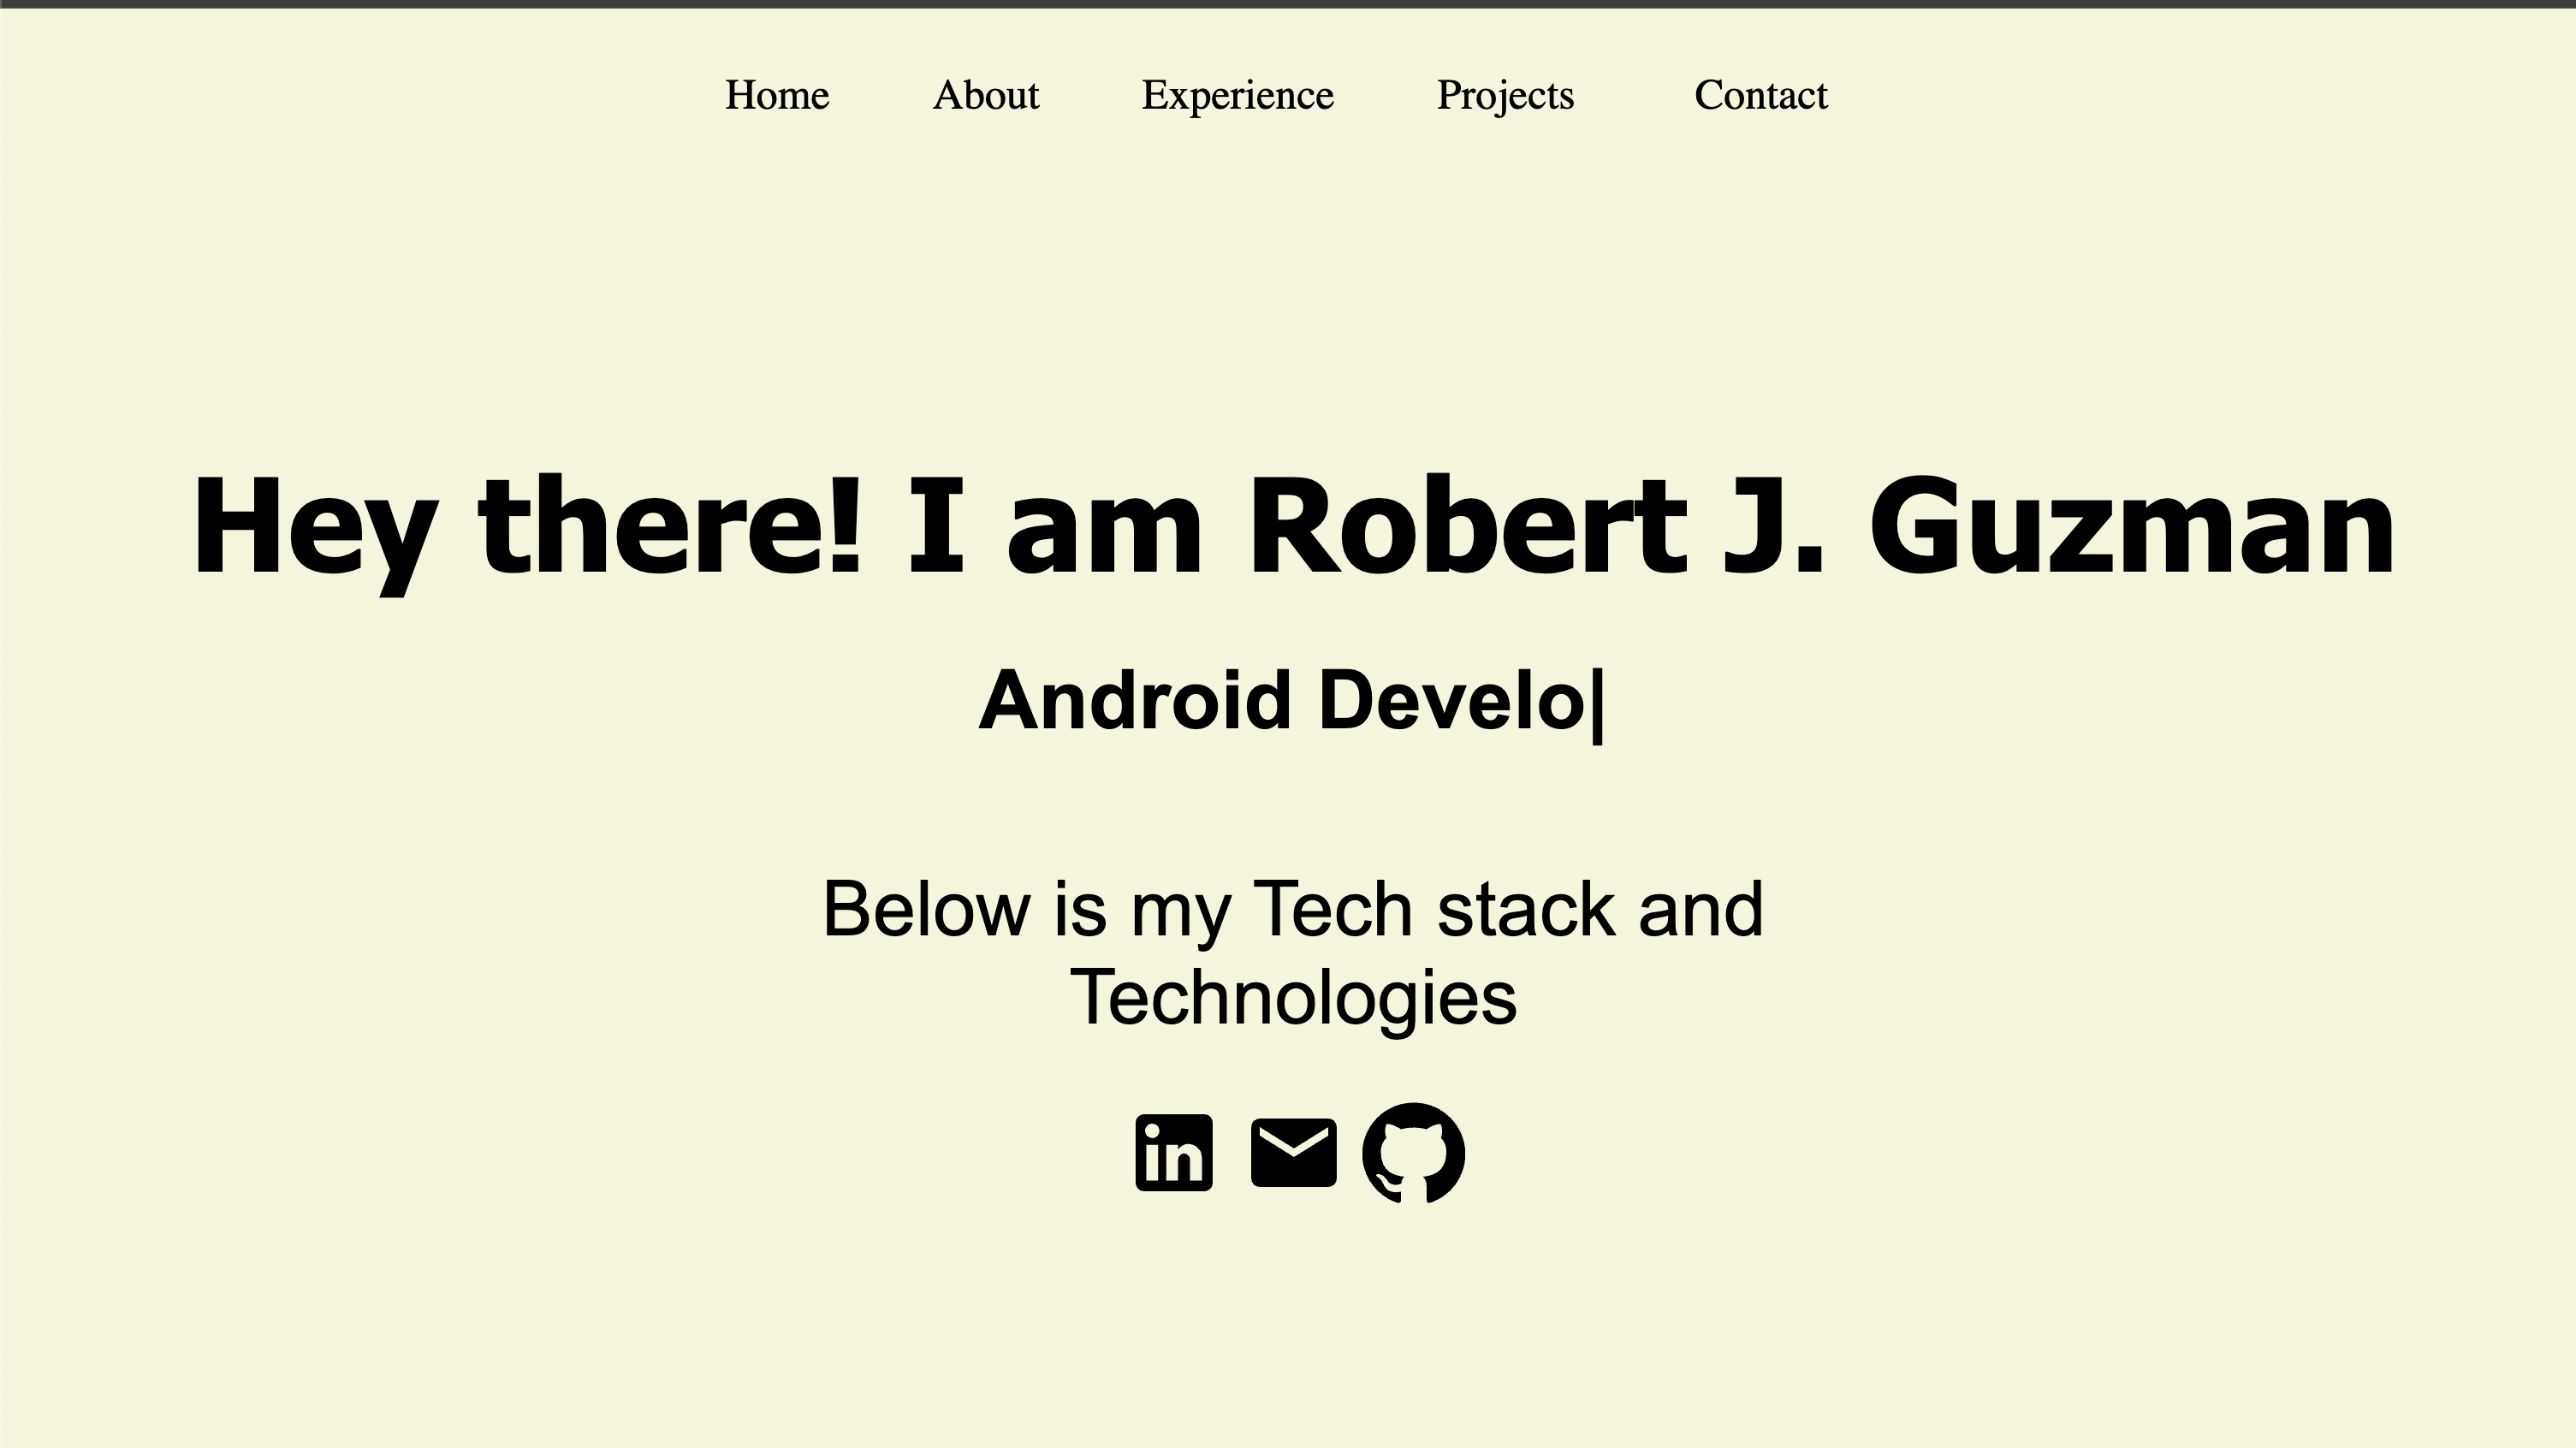 Home About Experience Projects Contact
Hey there! I am Robert J. Guzman
Android Develo|
Below is my Tech stack and
Technologies
in